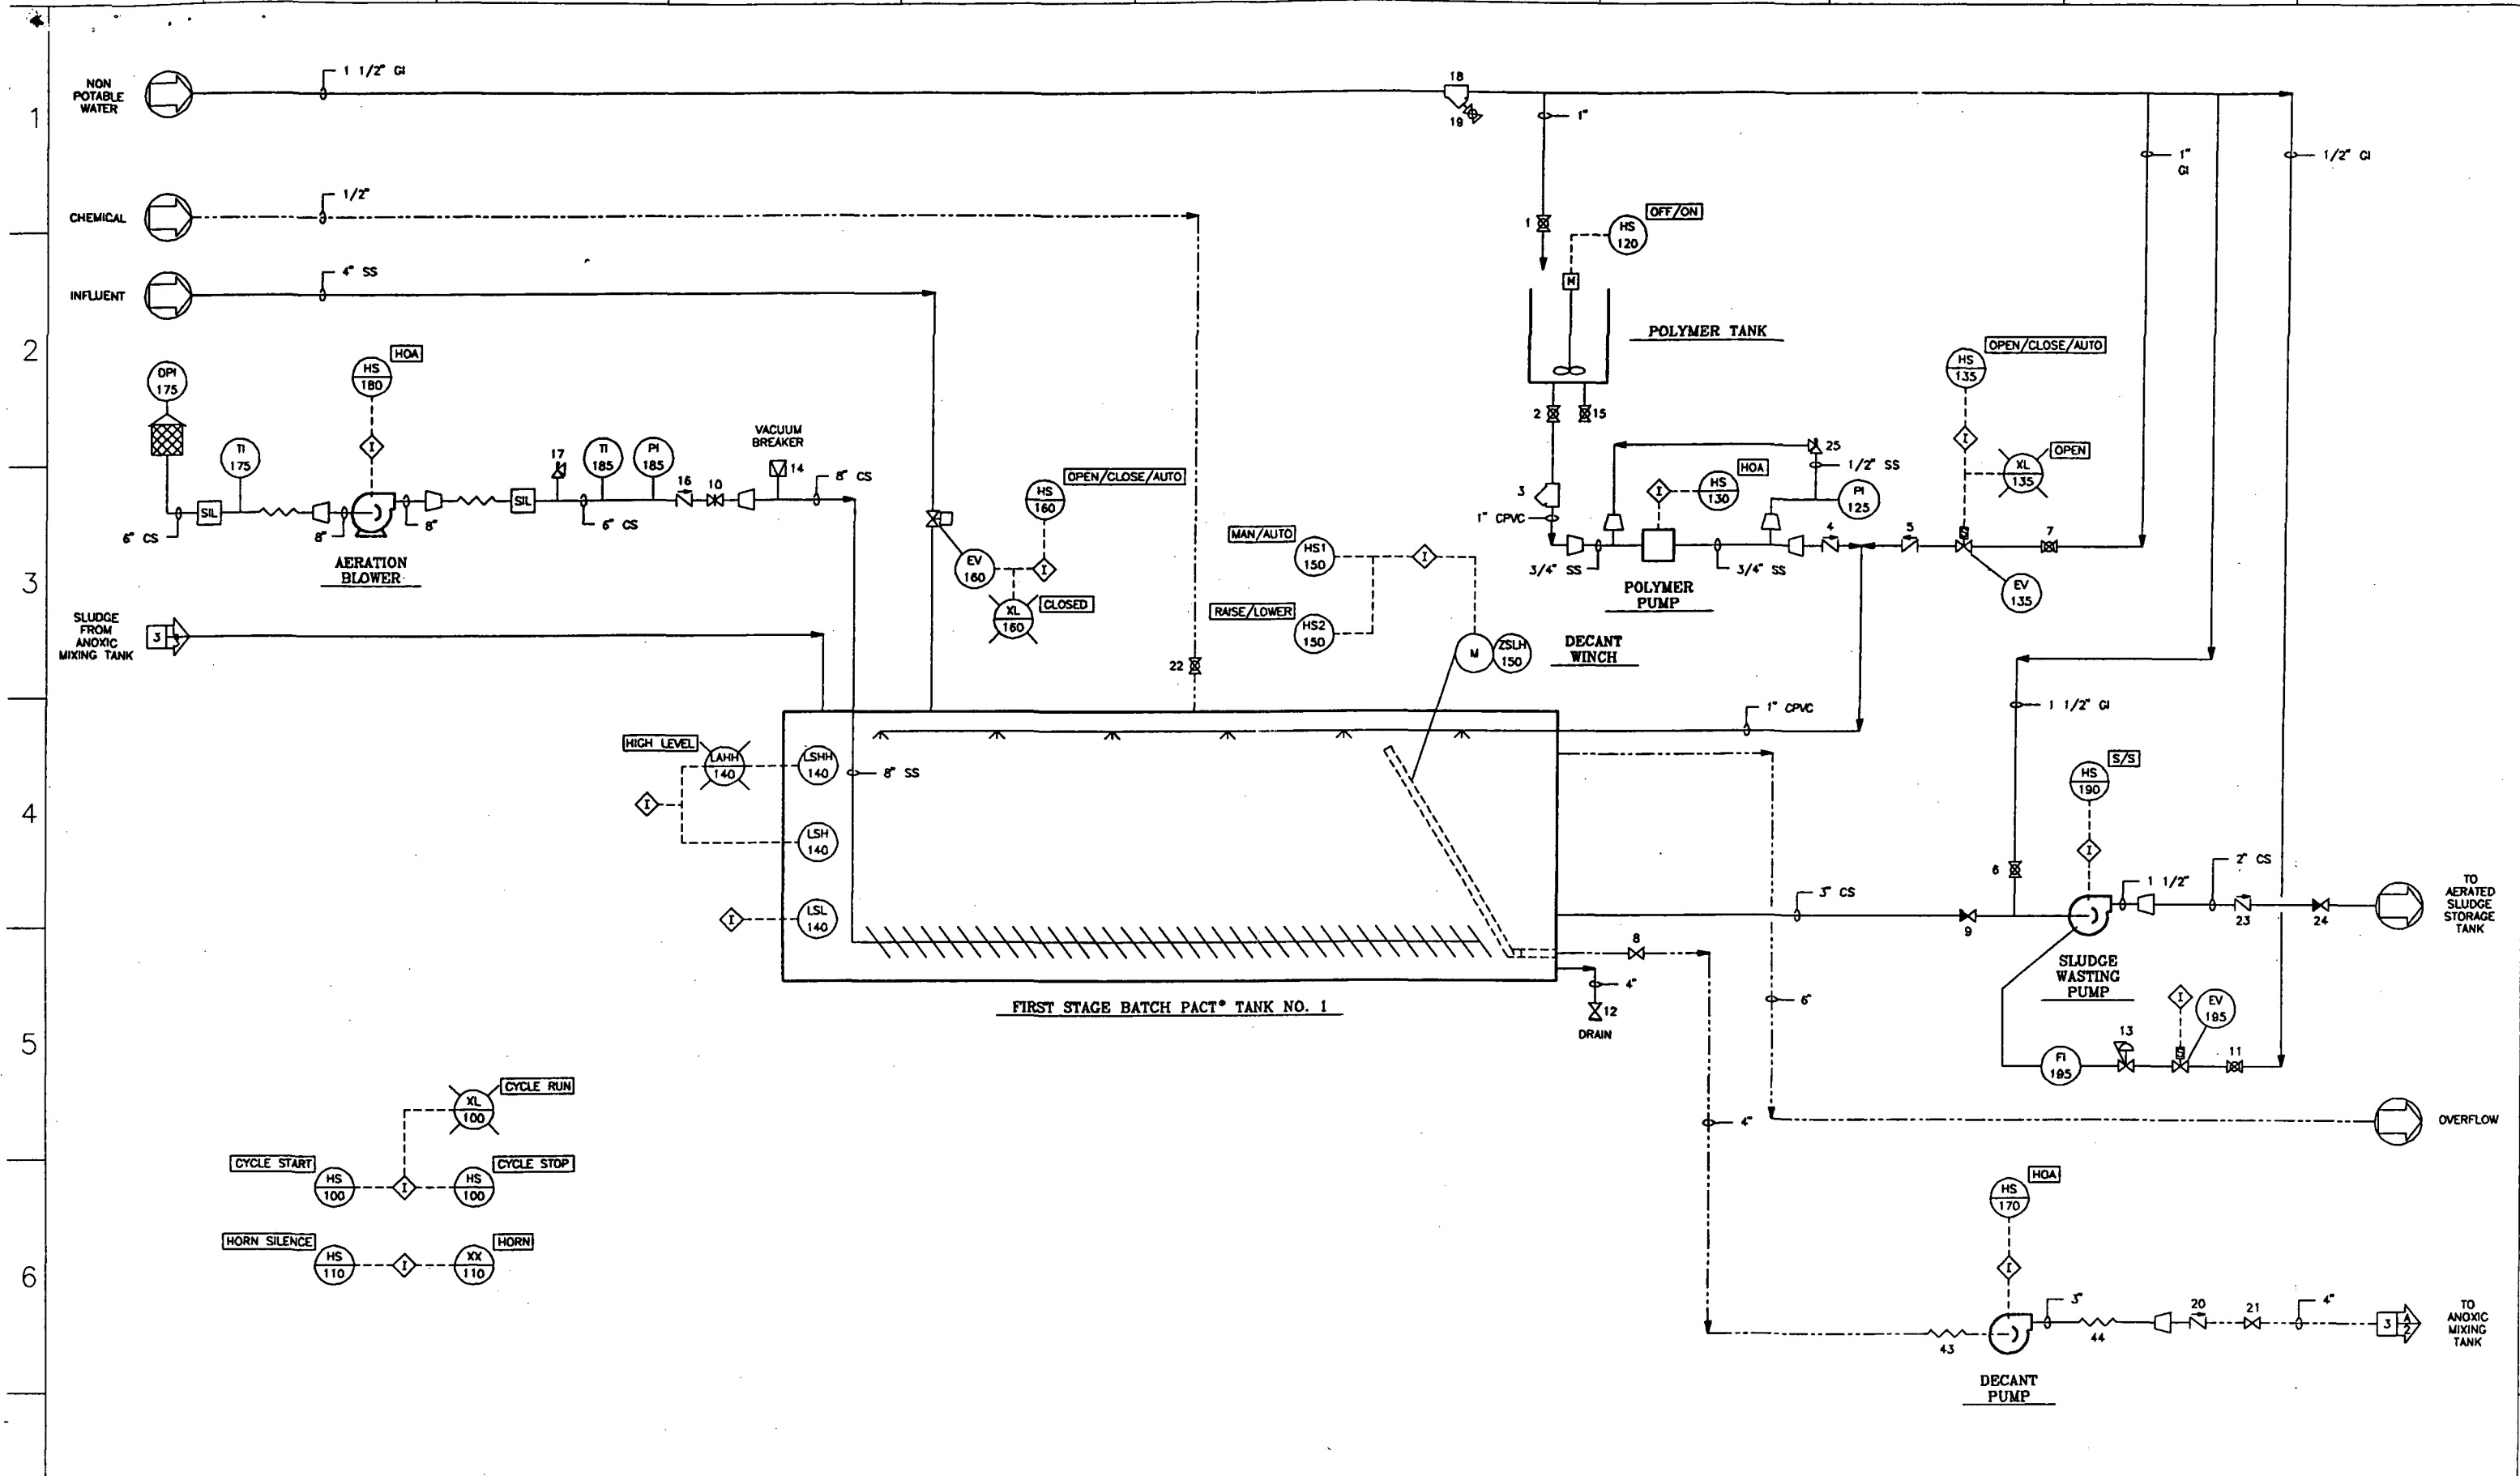 1
2
3
4
5
6
NON
POTABLE
WATER
1 1/2" GI
18
19
1"
1"
GI
1/2" GI
CHEMICAL
1/2"
INFLUENT
4" SS
1
HS
120
OFF/ON
M
POLYMER TANK
2
15
DPI
175
HS
180
HOA
TI
175
6" CS
SIL
8"
8"
AERATION
BLOWER
SIL
17
6" CS
TI
185
PI
185
16
10
VACUUM
BREAKER
14
8" CS
EV
160
HS
160
OPEN/CLOSE/AUTO
I
XL
160
CLOSED
3
1" CPVC
3/4" SS
I
HS
130
HOA
POLYMER
PUMP
3/4" SS
25
1/2" SS
PI
125
4
5
HS
135
OPEN/CLOSE/AUTO
I
XL
135
OPEN
EV
135
7
MAN/AUTO
HS1
150
I
RAISE/LOWER
HS2
150
M
ZSLH
150
DECANT
WINCH
SLUDGE
FROM
ANOXIC
MIXING TANK
3
22
1" CPVC
1 1/2" GI
HIGH LEVEL
LAHH
140
LSHH
140
8" SS
I
LSH
140
I
LSL
140
FIRST STAGE BATCH PACT® TANK NO. 1
8
4"
12
DRAIN
6"
4"
3" CS
9
6
HS
190
S/S
I
1 1/2"
2" CS
23
24
TO
AERATED
SLUDGE
STORAGE
TANK
SLUDGE
WASTING
PUMP
FI
195
13
I
EV
195
11
OVERFLOW
XL
100
CYCLE RUN
CYCLE START
HS
100
I
HS
100
CYCLE STOP
HORN SILENCE
HS
110
I
XX
110
HORN
HS
170
HOA
I
43
3"
44
20
21
4"
3
A
2
TO
ANOXIC
MIXING
TANK
DECANT
PUMP